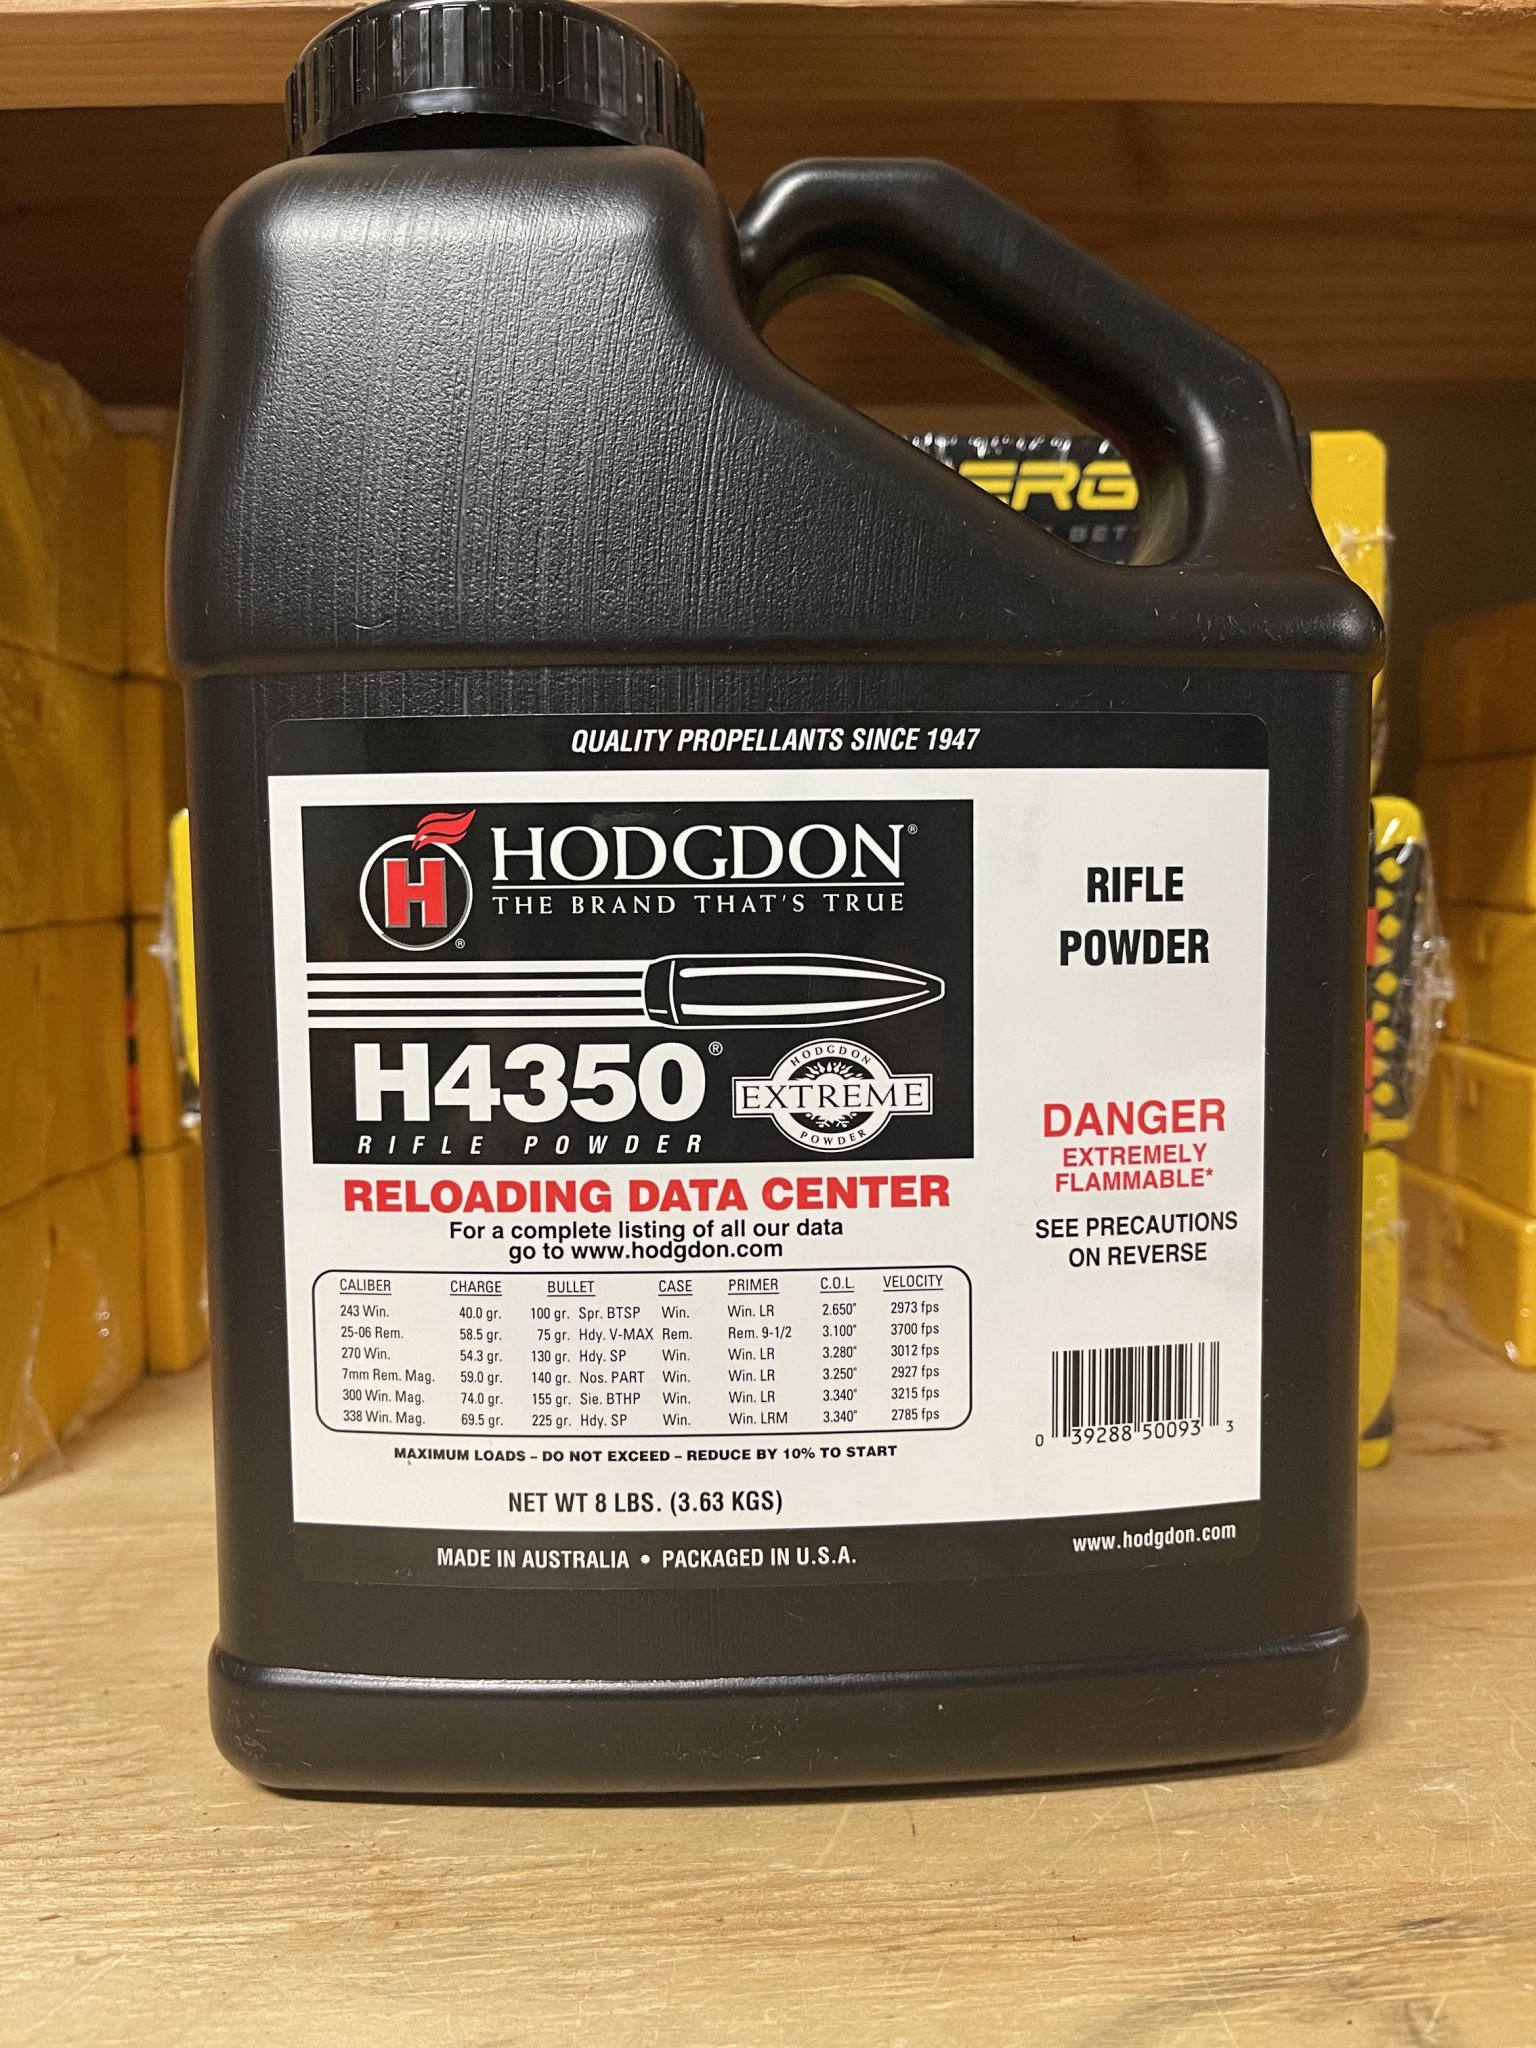 ERG
DET
QUALITY PROPELLANTS SINCE 1947
H
HODGDON®
THE BRAND THAT'S TRUE
®
H4350®
RIFLE POWDER
HODGDON
EXTREME
POWDER
RIFLE
POWDER
DANGER
EXTREMELY
FLAMMABLE*
SEE PRECAUTIONS
ON REVERSE
RELOADING DATA CENTER
For a complete listing of all our data
go to www.hodgdon.com
CALIBER CHARGE BULLET CASE PRIMER C.O.L. VELOCITY
243 Win. 40.0 gr. 100 gr. Spr. BTSP Win. Win. LR 2.650" 2973 fps
25-06 Rem. 58.5 gr. 75 gr. Hdy. V-MAX Rem. Rem. 9-1/2 3.100" 3700 fps
270 Win. 54.3 gr. 130 gr. Hdy. SP Win. Win. LR 3.280" 3012 fps
7mm Rem. Mag. 59.0 gr. 140 gr. Nos. PART Win. Win. LR 3.250" 2927 fps
300 Win. Mag. 74.0 gr. 155 gr. Sie. BTHP Win. Win. LR 3.340" 3215 fps
338 Win. Mag. 69.5 gr. 225 gr. Hdy. SP Win. Win. LRM 3.340" 2785 fps
MAXIMUM LOADS – DO NOT EXCEED – REDUCE BY 10% TO START
0 39288 50093 3
NET WT 8 LBS. (3.63 KGS)
MADE IN AUSTRALIA • PACKAGED IN U.S.A.
www.hodgdon.com